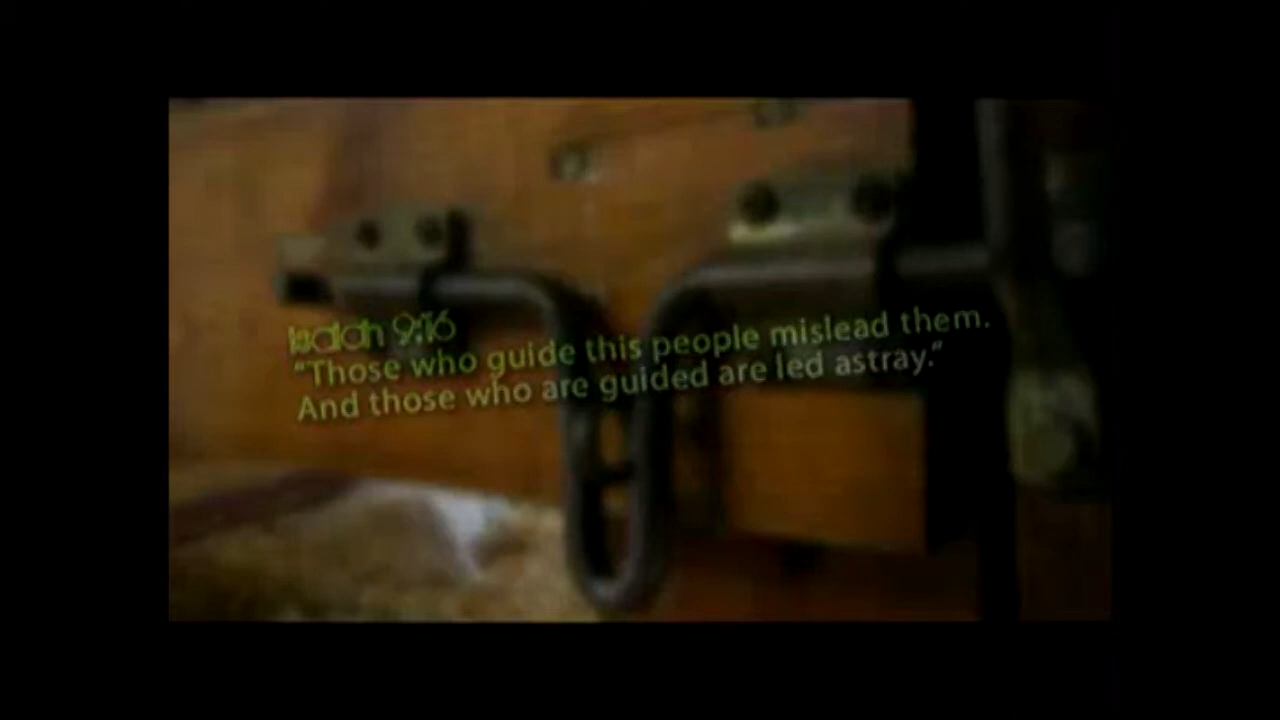 Isaiah 9:16
“Those who guide this people mislead them.
And those who are guided are led astray.”